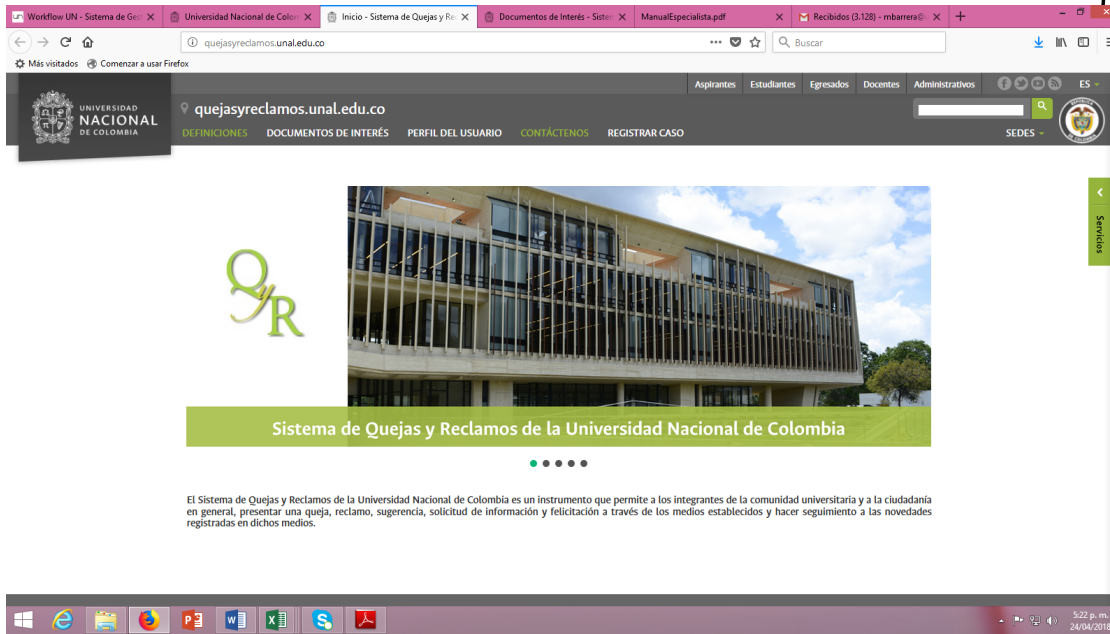 Workflow UN - Sistema de Gest
Universidad Nacional de Colom
Inicio - Sistema de Quejas y Rec
Documentos de Interés - Sistem
ManualEspecialista.pdf
Recibidos (3.128) - mbarrera@u
quejasyreclamos.unal.edu.co
Buscar
Más visitados
Comenzar a usar Firefox
Aspirantes Estudiantes Egresados Docentes Administrativos ES
UNIVERSIDAD
NACIONAL
DE COLOMBIA
quejasyreclamos.unal.edu.co
DEFINICIONES DOCUMENTOS DE INTERÉS PERFIL DEL USUARIO CONTÁCTENOS REGISTRAR CASO
SEDES
Servicios
QyR
Sistema de Quejas y Reclamos de la Universidad Nacional de Colombia
El Sistema de Quejas y Reclamos de la Universidad Nacional de Colombia es un instrumento que permite a los integrantes de la comunidad universitaria y a la ciudadanía
en general, presentar una queja, reclamo, sugerencia, solicitud de información y felicitación a través de los medios establecidos y hacer seguimiento a las novedades
registradas en dichos medios.
5:22 p. m.
24/04/2018